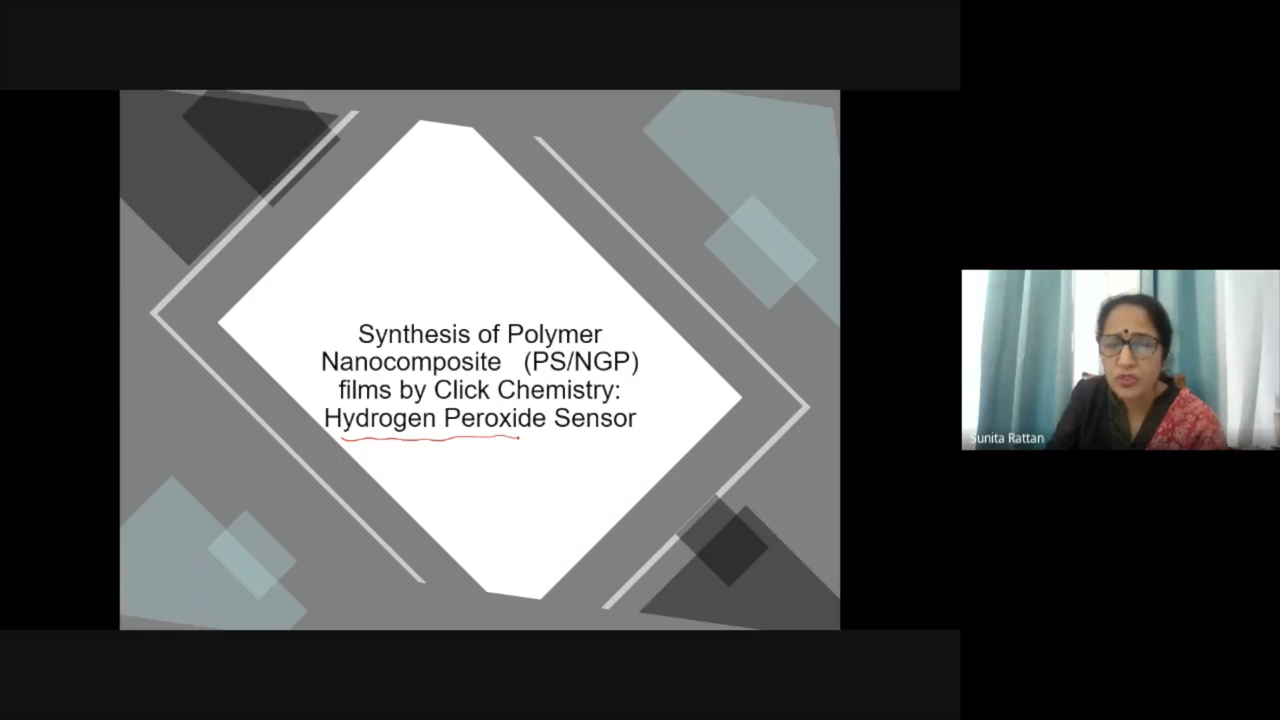 Synthesis of Polymer
Nanocomposite (PS/NGP)
films by Click Chemistry:
Hydrogen Peroxide Sensor
Sunita Rattan